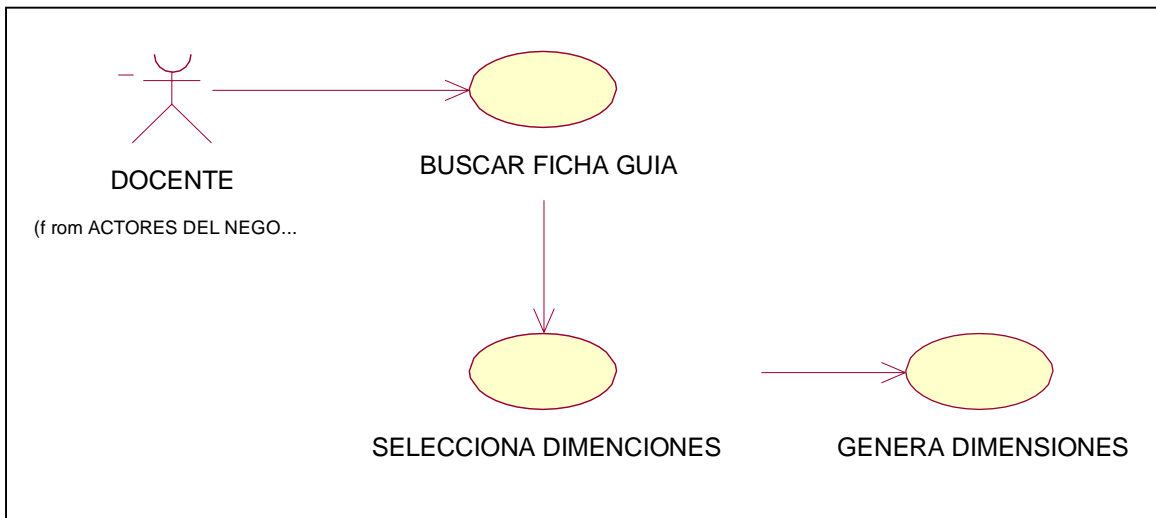 BUSCAR FICHA GUIA
DOCENTE
(f rom ACTORES DEL NEGO...
SELECCIONA DIMENCIONES
GENERA DIMENSIONES